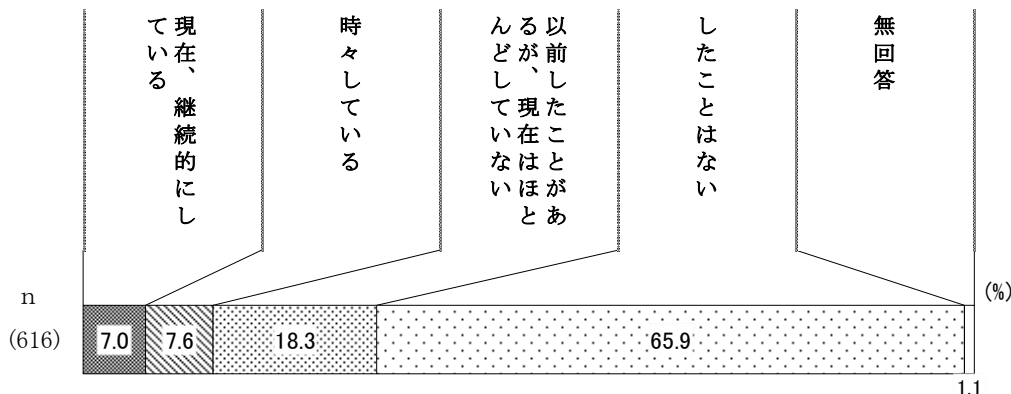 現在、継続的にし
ている
時々している
以前したことがあ
るが、現在はほと
んどしていない
したことはない
無回答
(%)
n
(616)
7.0
7.6
18.3
65.9
1.1